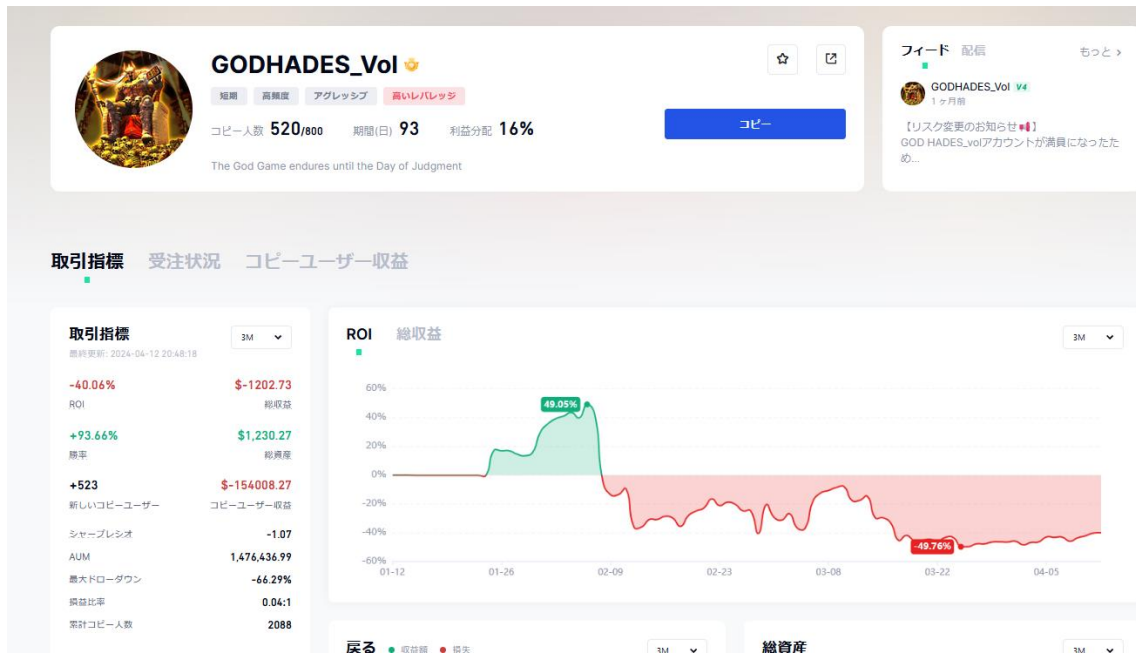 GODHADES_Vol
短期 高頻度 アグレッシブ 高いレバレッジ
コピー人数 520/800 期間(日) 93 利益分配 16%
The God Game endures until the Day of Judgment
コピー
フィード 配信 もっと >
GODHADES_Vol V4
1 ヶ月前
【リスク変更のお知らせ📢】
GOD HADES_volアカウントが満員になったた
め...
取引指標 受注状況 コピーユーザー収益
取引指標 3M
最終更新: 2024-04-12 20:48:18
-40.06% $-1202.73
ROI 総収益
+93.66% $1,230.27
勝率 総資産
+523 $-154008.27
新しいコピーユーザー コピーユーザー収益
シャープレシオ -1.07
AUM 1,476,436.99
最大ドローダウン -66.29%
損益比率 0.04:1
累計コピー人数 2088
ROI 総収益 3M
60%
40%
20%
0%
-20%
-40%
-60%
49.05%
-49.76%
01-12 01-26 02-09 02-23 03-08 03-22 04-05
戻る 収益額 損失 3M
総資産 3M